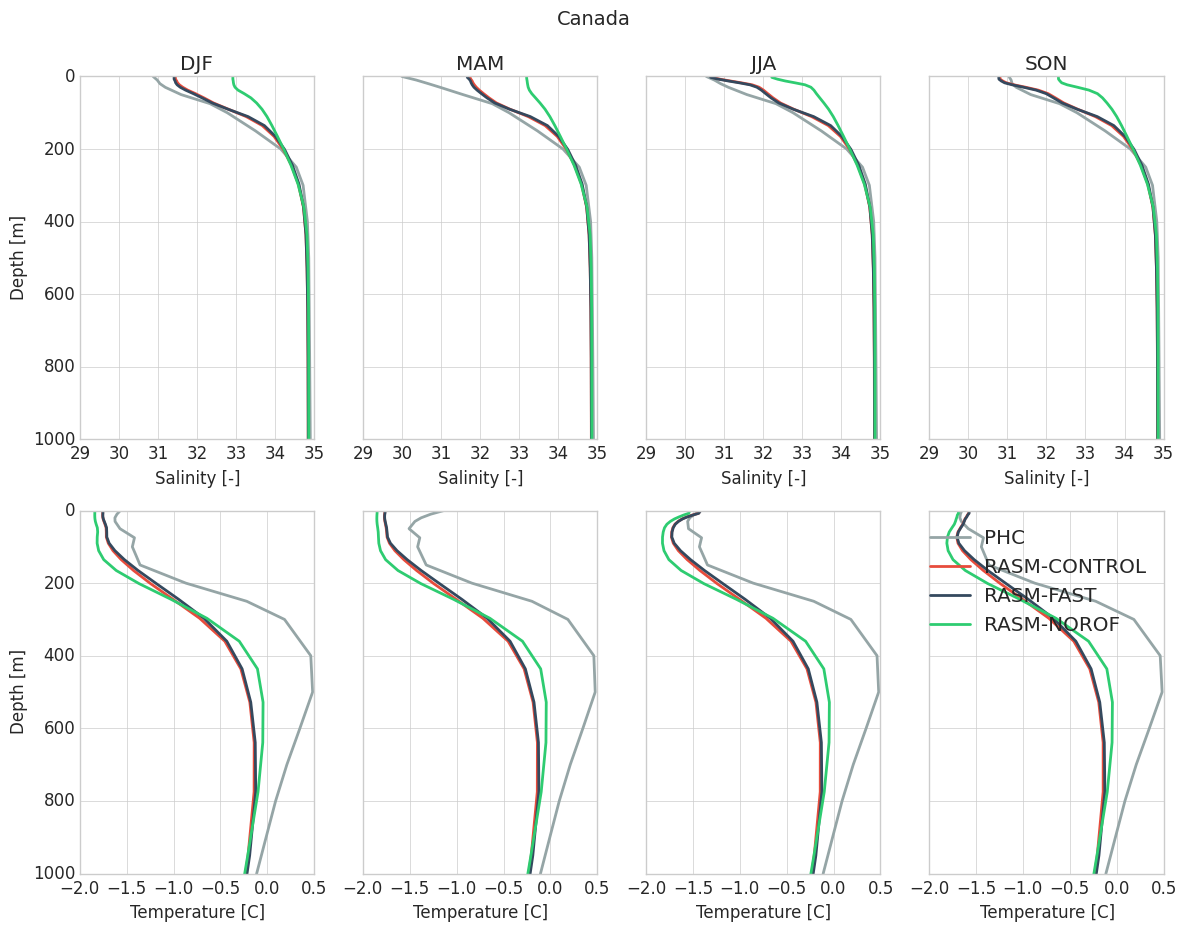 Canada
DJF MAM JJA SON
0
200
400
600
800
1000
Depth [m]
29 30 31 32 33 34 35 29 30 31 32 33 34 35 29 30 31 32 33 34 35 29 30 31 32 33 34 35
Salinity [-] Salinity [-] Salinity [-] Salinity [-]
0
200
400
600
800
1000
Depth [m]
PHC
RASM-CONTROL
RASM-FAST
RASM-NOROF
−2.0 −1.5 −1.0 −0.5 0.0 0.5 −2.0 −1.5 −1.0 −0.5 0.0 0.5 −2.0 −1.5 −1.0 −0.5 0.0 0.5 −2.0 −1.5 −1.0 −0.5 0.0 0.5
Temperature [C] Temperature [C] Temperature [C] Temperature [C]